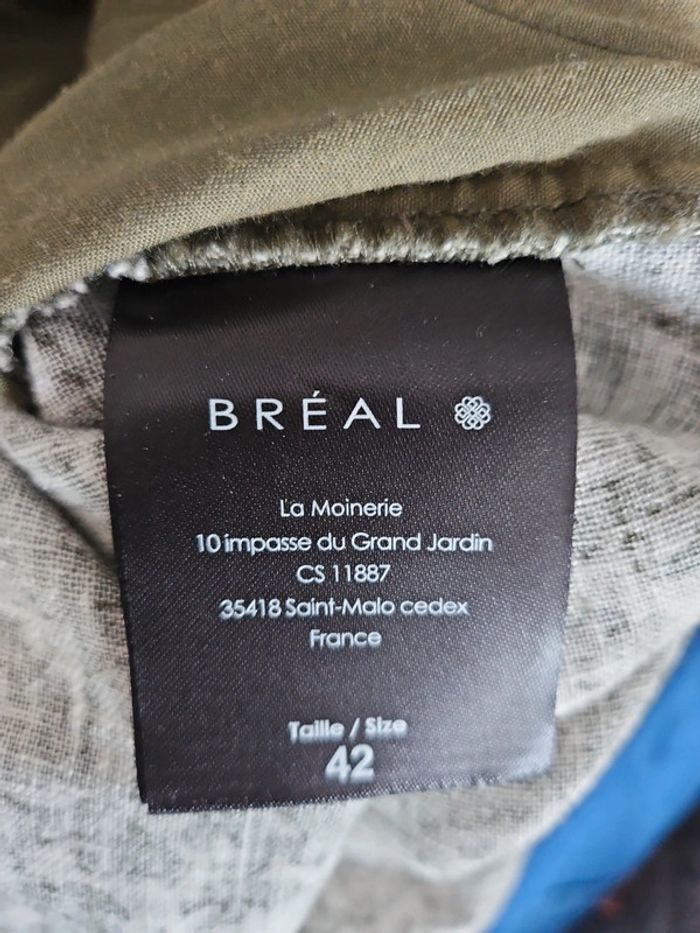 BRÉAL
La Moinerie
10 impasse du Grand Jardin
CS 11887
35418 Saint-Malo cedex
France
Taille / Size
42